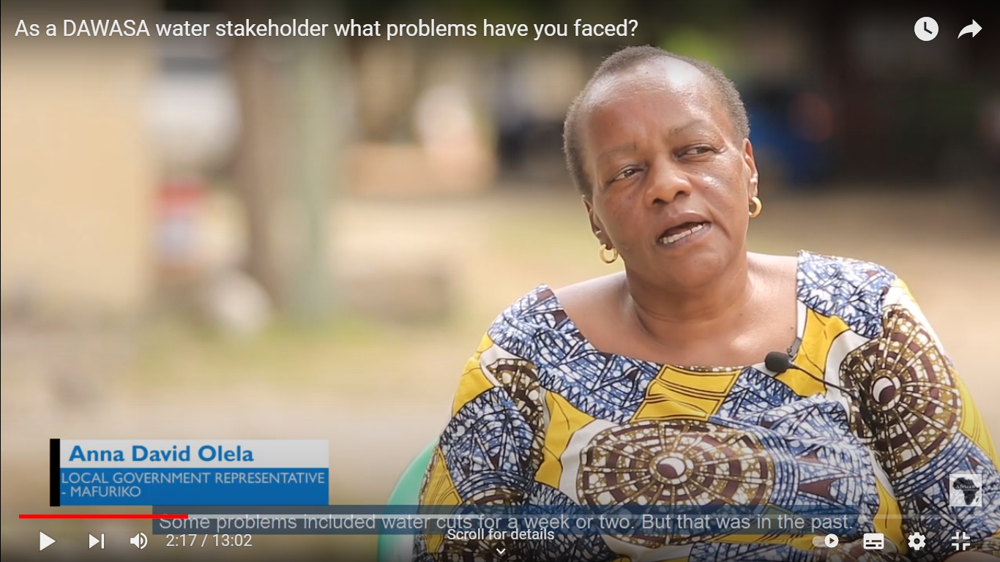 As a DAWASA water stakeholder what problems have you faced?
Anna David Olela
LOCAL GOVERNMENT REPRESENTATIVE
- MAFURIKO
African
Some problems included water cuts for a week or two. But that was in the past.
2:17 / 13:02
Scroll for details